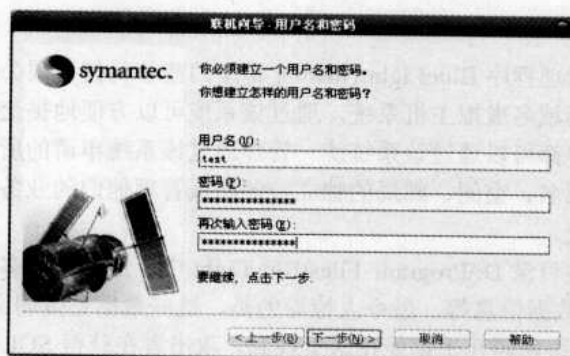 联机向导 - 用户名和密码
symantec.
你必须建立一个用户名和密码。
你想建立怎样的用户名和密码?
用户名(U):
test
密码(P):
***************
再次输入密码(E):
***************
要继续，点击下一步.
<上一步(B)
下一步(N)>
取消
帮助